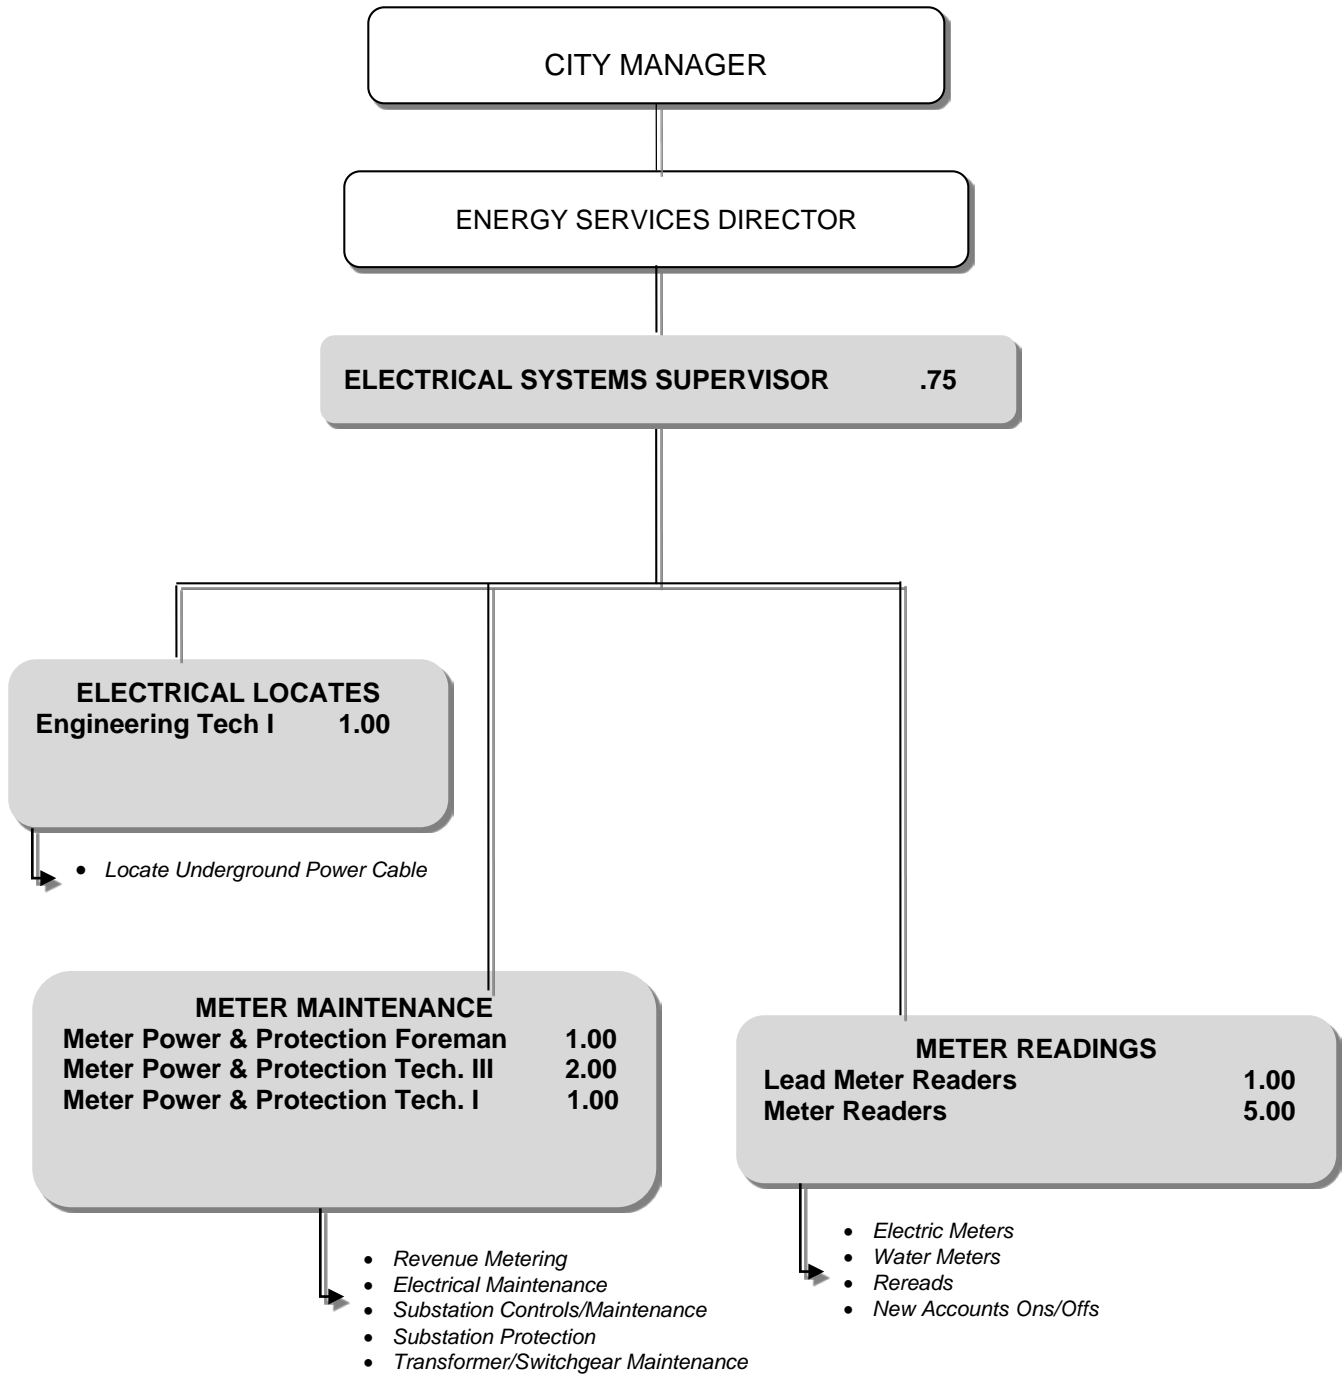 CITY MANAGER
ENERGY SERVICES DIRECTOR
ELECTRICAL SYSTEMS SUPERVISOR .75
ELECTRICAL LOCATES
Engineering Tech I 1.00
• Locate Underground Power Cable
METER MAINTENANCE
Meter Power & Protection Foreman 1.00
Meter Power & Protection Tech. III 2.00
Meter Power & Protection Tech. I 1.00
• Revenue Metering
• Electrical Maintenance
• Substation Controls/Maintenance
• Substation Protection
• Transformer/Switchgear Maintenance
METER READINGS
Lead Meter Readers 1.00
Meter Readers 5.00
• Electric Meters
• Water Meters
• Rereads
• New Accounts Ons/Offs